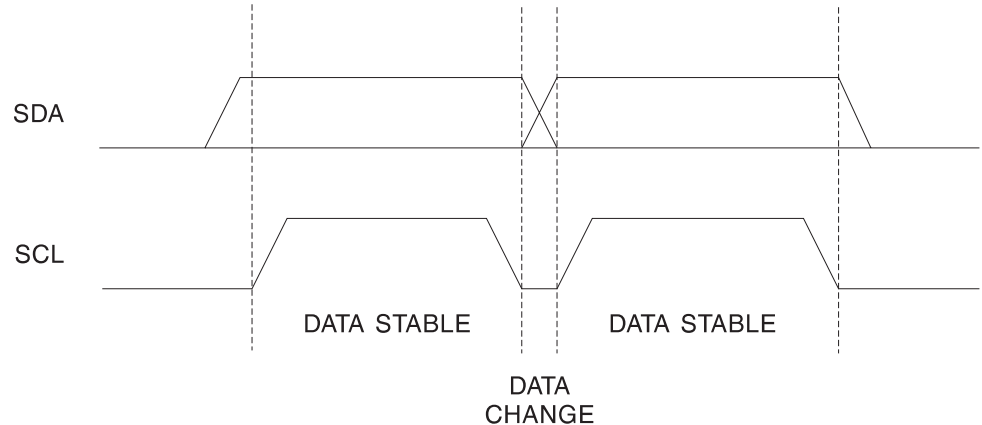 SDA
SCL
DATA STABLE
DATA STABLE
DATA
CHANGE